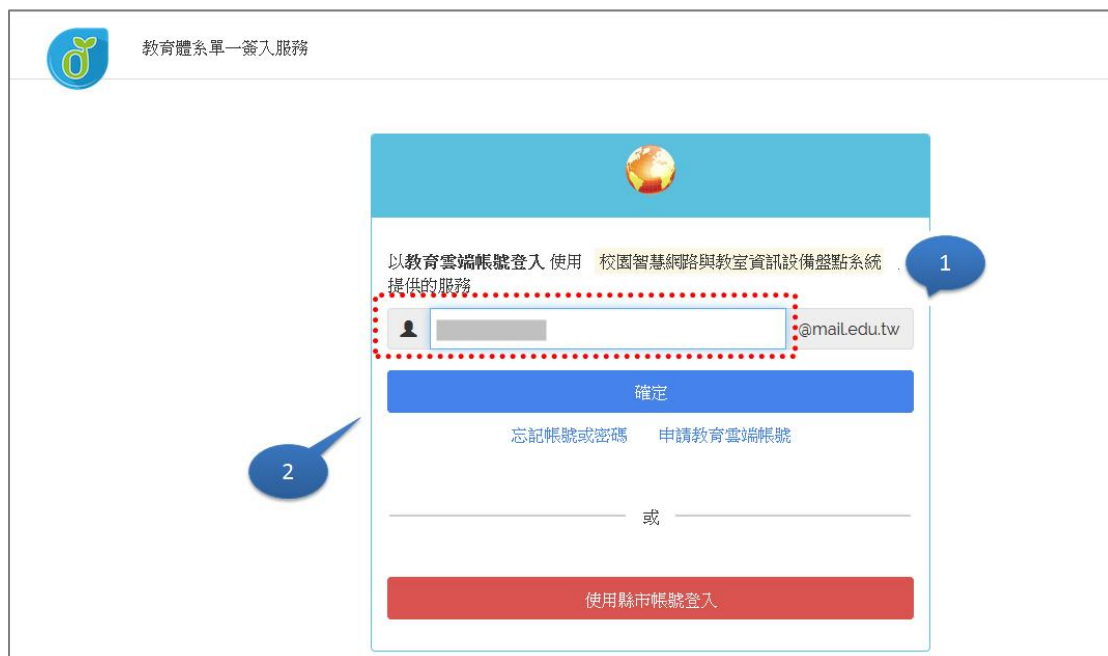 教育體系單一簽入服務
以教育雲端帳號登入 使用 校園智慧網路與教室資訊設備盤點系統
提供的服務
1
@mail.edu.tw
確定
2
忘記帳號或密碼 申請教育雲端帳號
或
使用縣市帳號登入